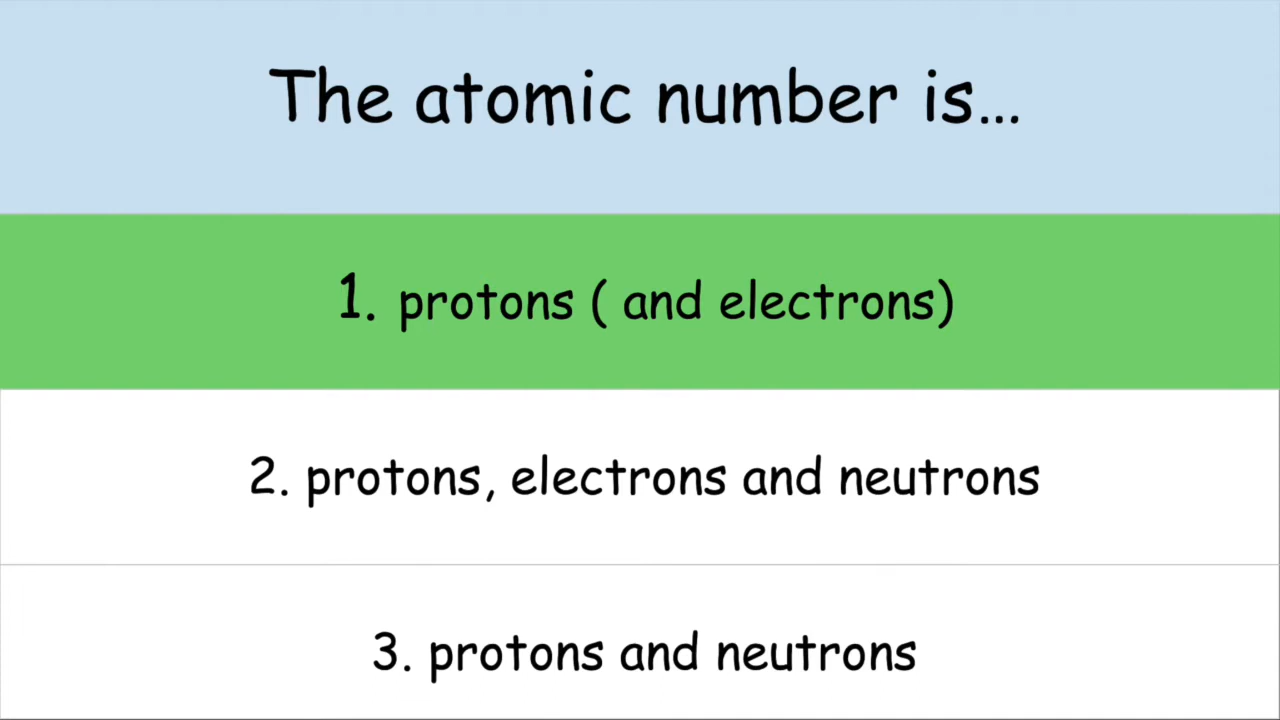 The atomic number is...
1. protons ( and electrons)
2. protons, electrons and neutrons
3. protons and neutrons